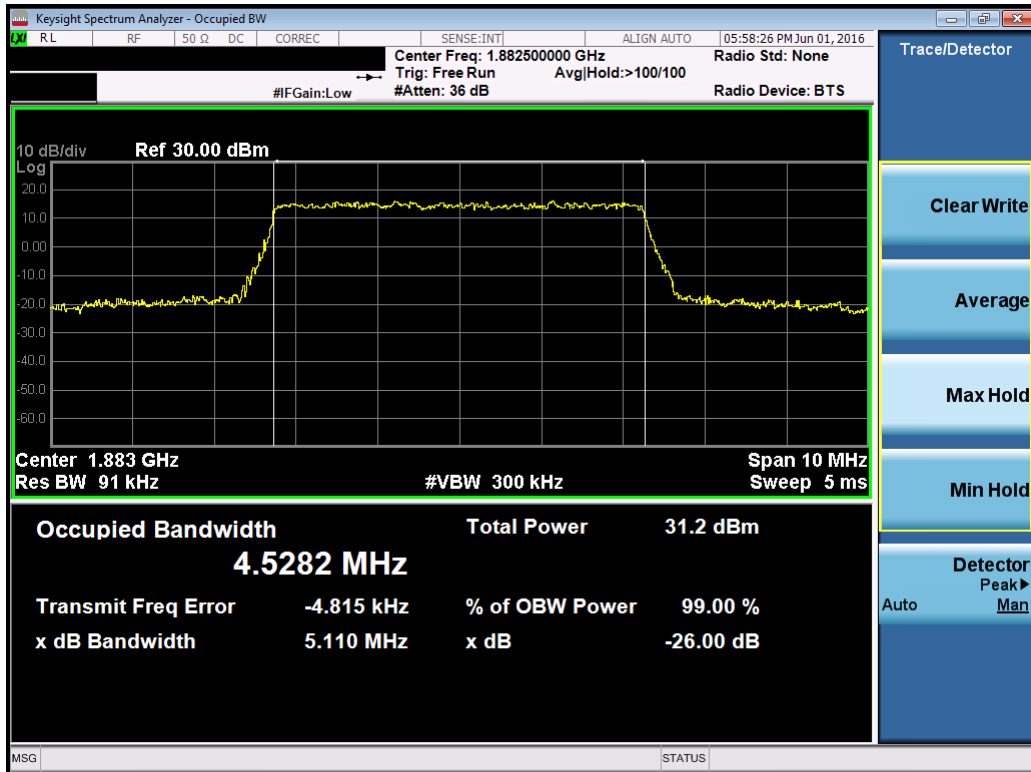 Keysight Spectrum Analyzer - Occupied BW
LXI RL RF 50 Ω DC CORREC SENSE:INT ALIGN AUTO 05:58:26 PM Jun 01, 2016
Center Freq: 1.882500000 GHz Radio Std: None
Trig: Free Run Avg|Hold:>100/100
#IFGain:Low #Atten: 36 dB Radio Device: BTS
10 dB/div Ref 30.00 dBm
Log
20.0
10.0
0.00
-10.0
-20.0
-30.0
-40.0
-50.0
-60.0
Center 1.883 GHz Span 10 MHz
Res BW 91 kHz #VBW 300 kHz Sweep 5 ms
Occupied Bandwidth Total Power 31.2 dBm
4.5282 MHz
Transmit Freq Error -4.815 kHz % of OBW Power 99.00 %
x dB Bandwidth 5.110 MHz x dB -26.00 dB
Trace/Detector
Clear Write
Average
Max Hold
Min Hold
Detector
Peak▶
Auto Man
MSG STATUS